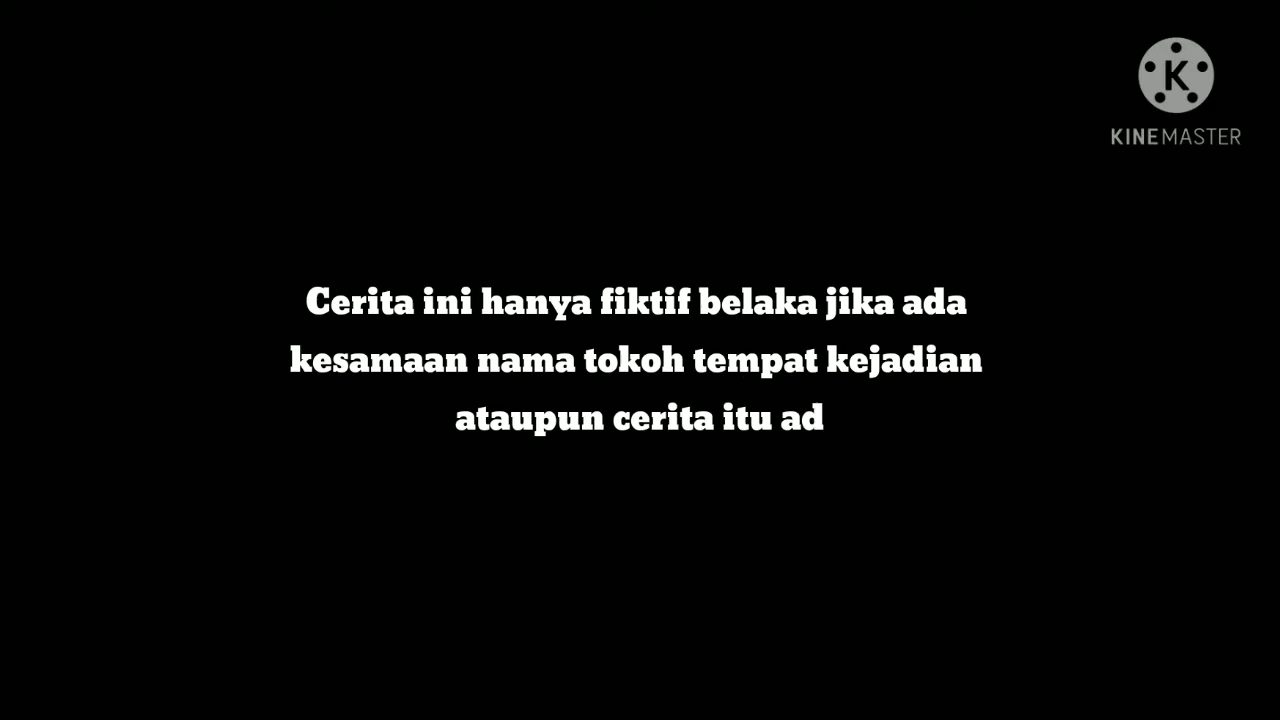 K
KINEMASTER
Cerita ini hanya fiktif belaka jika ada
kesamaan nama tokoh tempat kejadian
ataupun cerita itu ad